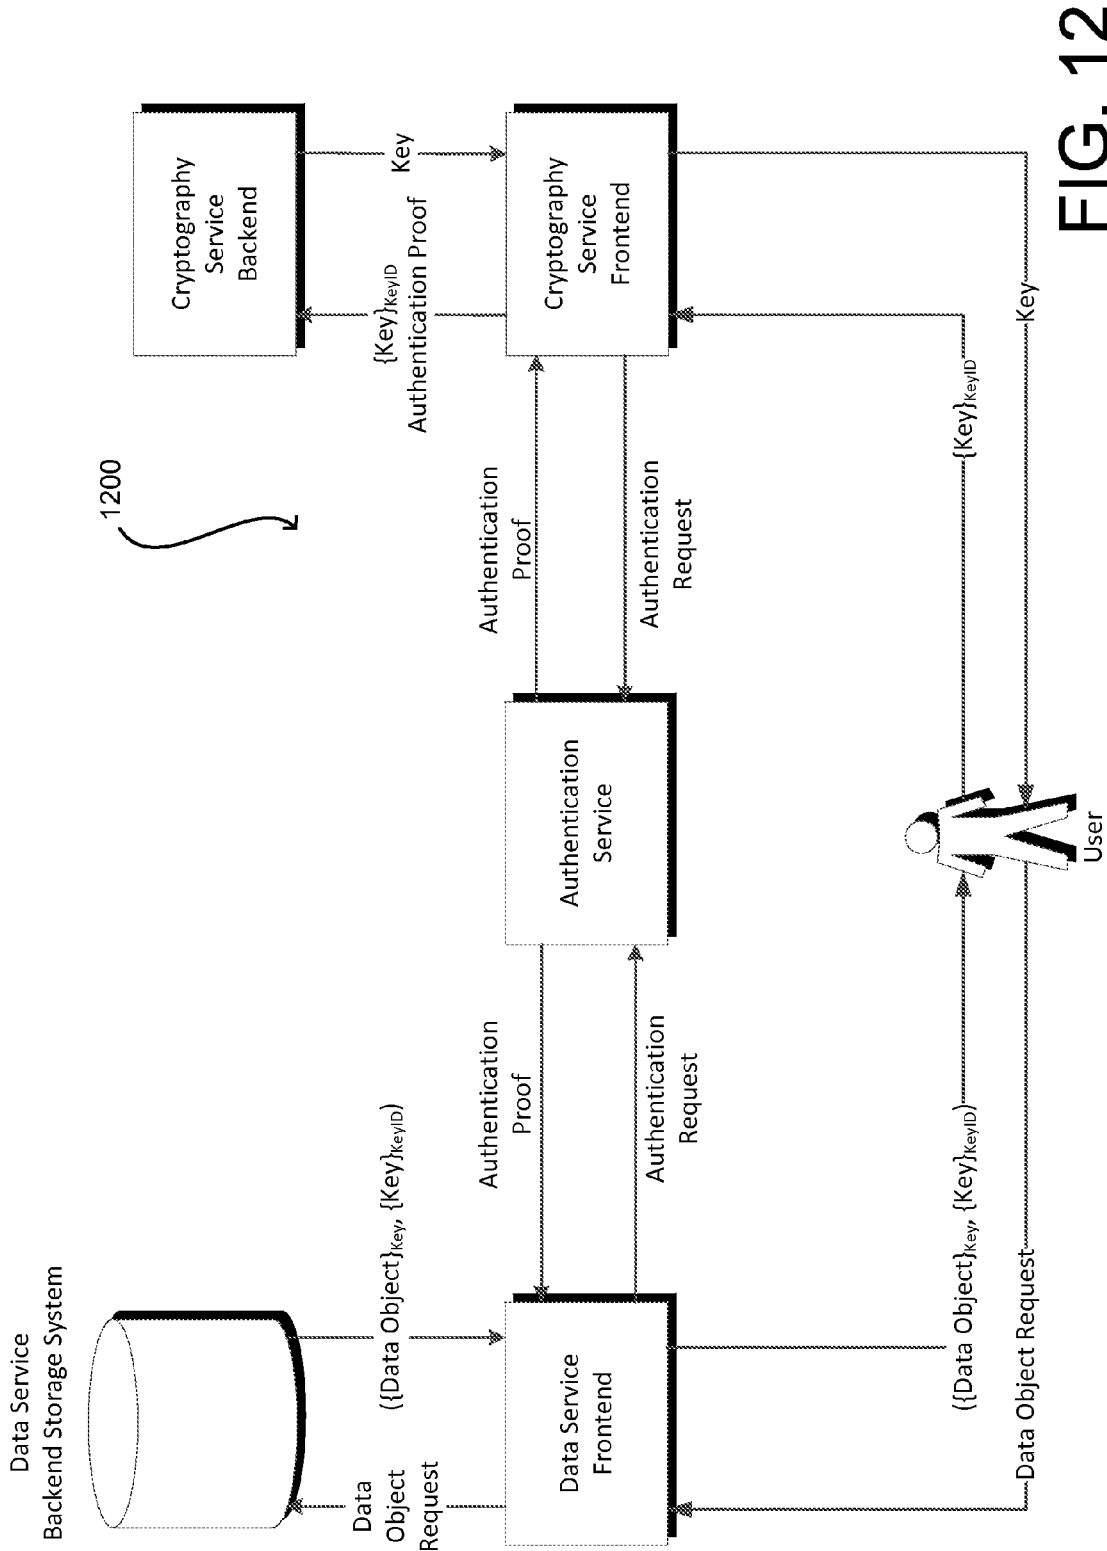 Data Service
Backend Storage System
1200
Cryptography
Service
Backend
Data
Object
Request
({Data Object}Key, {Key}KeyID)
{Key}KeyID
Authentication Proof
Key
Authentication
Proof
Authentication
Proof
Data Service
Frontend
Authentication
Service
Cryptography
Service
Frontend
Authentication
Request
Authentication
Request
({Data Object}Key, {Key}KeyID)
{Key}KeyID
Data Object Request
Key
User
FIG. 12